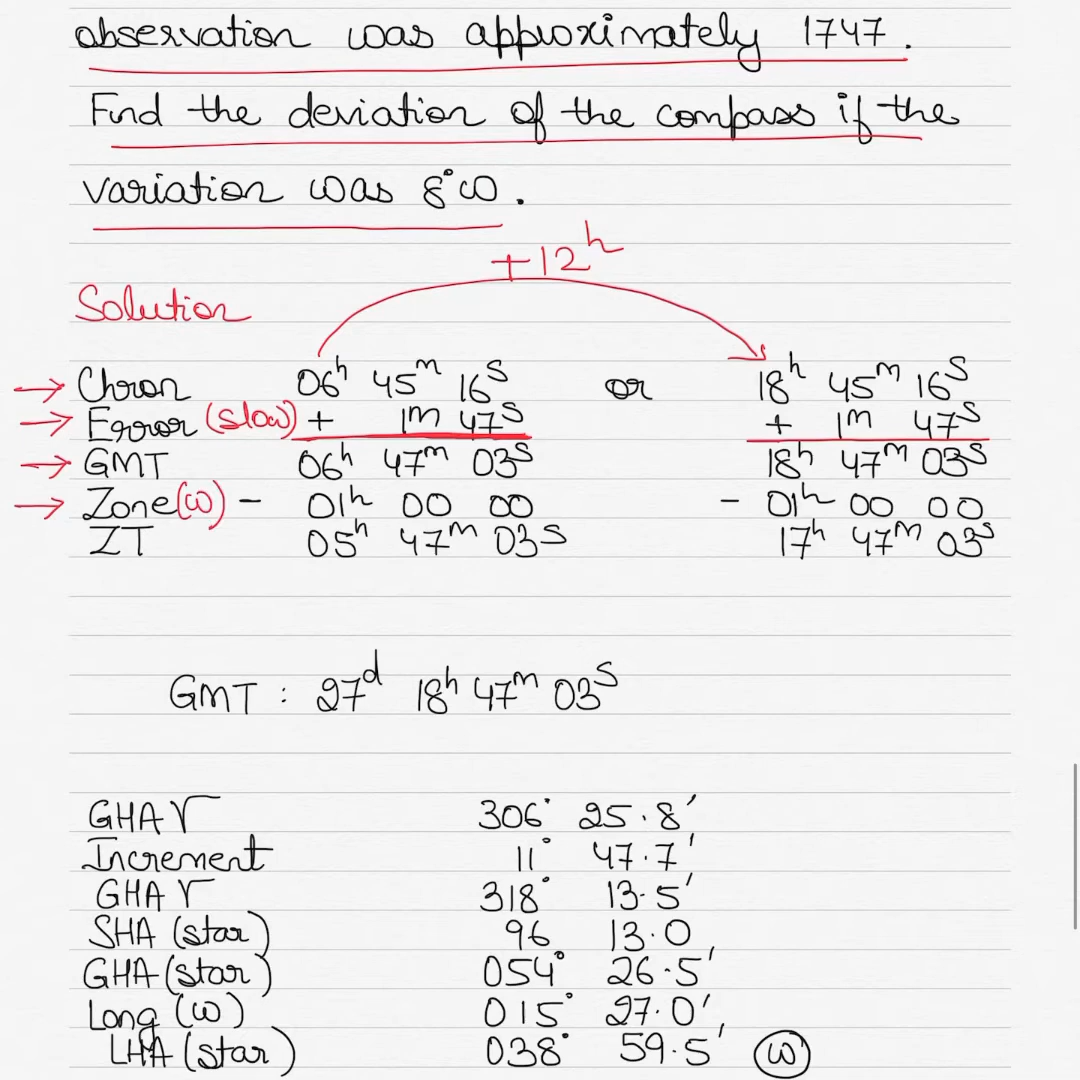 observation was approximately 1747.
Find the deviation of the compass if the
variation was 8°W.
+12h
Solution
→ Chron 06h 45m 16s or 18h 45m 16s
→ Error (slow) + 1m 47s + 1m 47s
→ GMT 06h 47m 03s 18h 47m 03s
→ Zone (W) - 01h 00 00 - 01h 00 00
ZT 05h 47m 03s 17h 47m 03s
GMT : 27d 18h 47m 03s
GHA ♈ 306° 25.8'
Increment 11° 47.7'
GHA ♈ 318° 13.5'
SHA (star) 96 13.0
GHA (star) 054° 26.5'
Long (W) 015° 27.0'
LHA (star) 038° 59.5' W